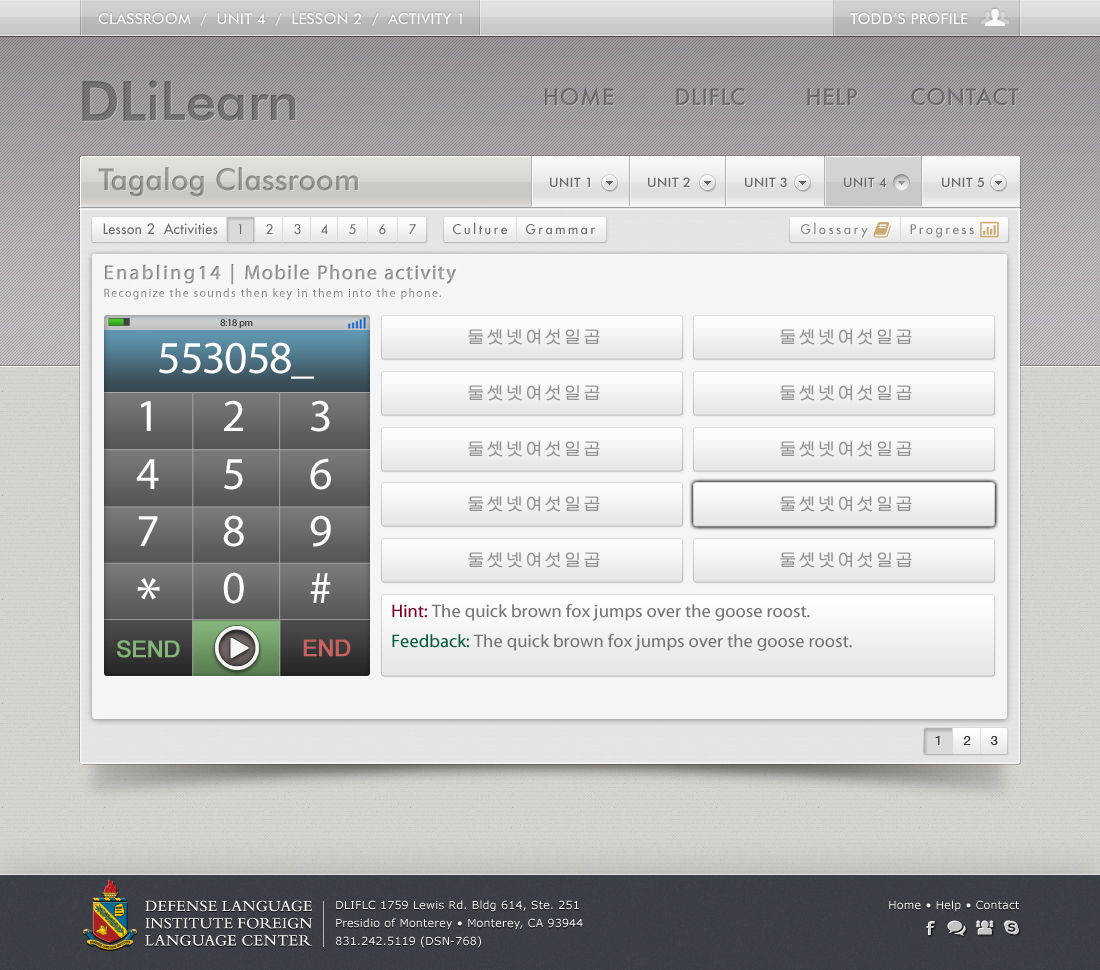 CLASSROOM / UNIT 4 / LESSON 2 / ACTIVITY 1
TODD'S PROFILE
DLiLearn
HOME DLIFLC HELP CONTACT
Tagalog Classroom
UNIT 1 UNIT 2 UNIT 3 UNIT 4 UNIT 5
Lesson 2 Activities 1 2 3 4 5 6 7 Culture Grammar
Glossary Progress
Enabling14 | Mobile Phone activity
Recognize the sounds then key in them into the phone.
8:18 pm
553058_
1 2 3
4 5 6
7 8 9
* 0 #
SEND END
둘셋넷여섯일곱 둘셋넷여섯일곱
둘셋넷여섯일곱 둘셋넷여섯일곱
둘셋넷여섯일곱 둘셋넷여섯일곱
둘셋넷여섯일곱 둘셋넷여섯일곱
둘셋넷여섯일곱 둘셋넷여섯일곱
Hint: The quick brown fox jumps over the goose roost.
Feedback: The quick brown fox jumps over the goose roost.
1 2 3
DEFENSE LANGUAGE
INSTITUTE FOREIGN
LANGUAGE CENTER
DLIFLC 1759 Lewis Rd. Bldg 614, Ste. 251
Presidio of Monterey • Monterey, CA 93944
831.242.5119 (DSN-768)
Home • Help • Contact